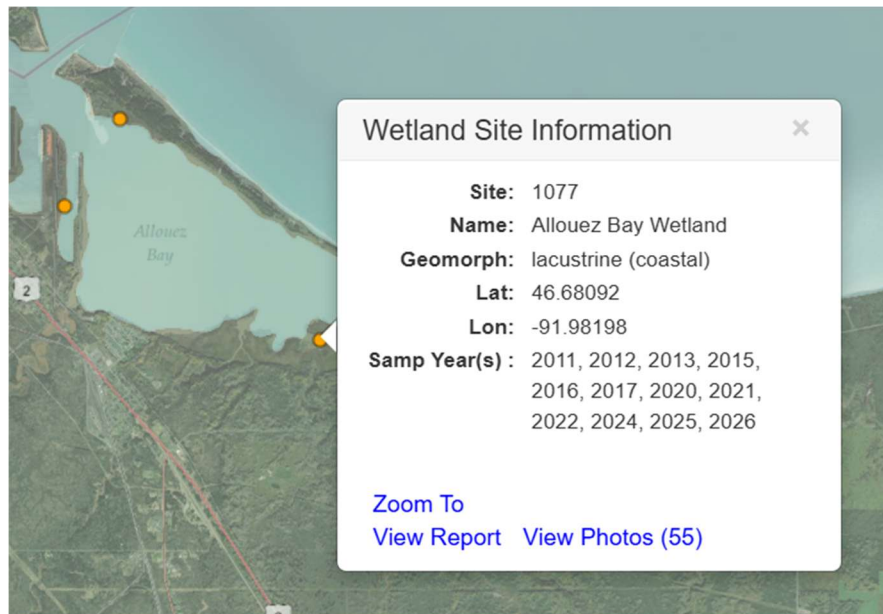 Wetland Site Information ×
Site: 1077
Name: Allouez Bay Wetland
Geomorph: lacustrine (coastal)
Lat: 46.68092
Lon: -91.98198
Samp Year(s) : 2011, 2012, 2013, 2015,
2016, 2017, 2020, 2021,
2022, 2024, 2025, 2026
Zoom To
View Report View Photos (55)
Allouez
Bay
2